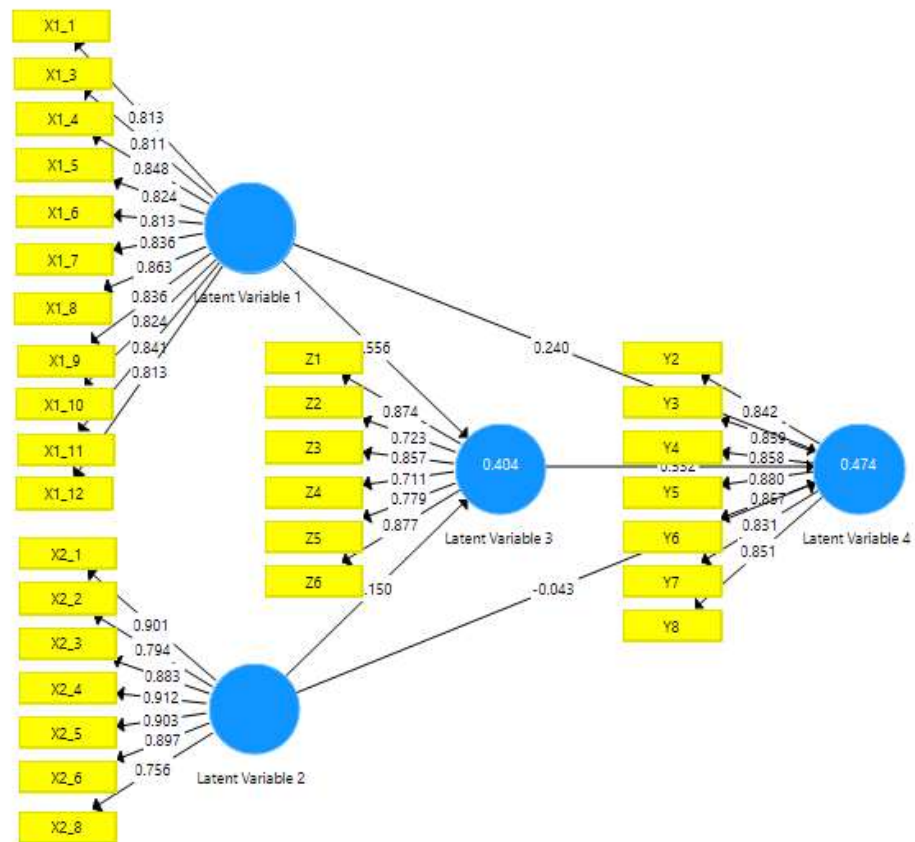 X1_1
X1_3
X1_4
X1_5
X1_6
X1_7
X1_8
X1_9
X1_10
X1_11
X1_12
0.813
0.811
0.848
0.824
0.813
0.836
0.863
0.836
0.824
0.841
0.813
Latent Variable 1
.556
0.240
Z1
Z2
Z3
Z4
Z5
Z6
0.874
0.723
0.857
0.711
0.779
0.877
0.404
Latent Variable 3
Y2
Y3
Y4
Y5
Y6
Y7
Y8
0.842
0.859
0.858
0.880
0.857
0.831
0.851
0.474
Latent Variable 4
X2_1
X2_2
X2_3
X2_4
X2_5
X2_6
X2_8
0.901
0.794
0.883
0.912
0.903
0.897
0.756
.150
-0.043
Latent Variable 2